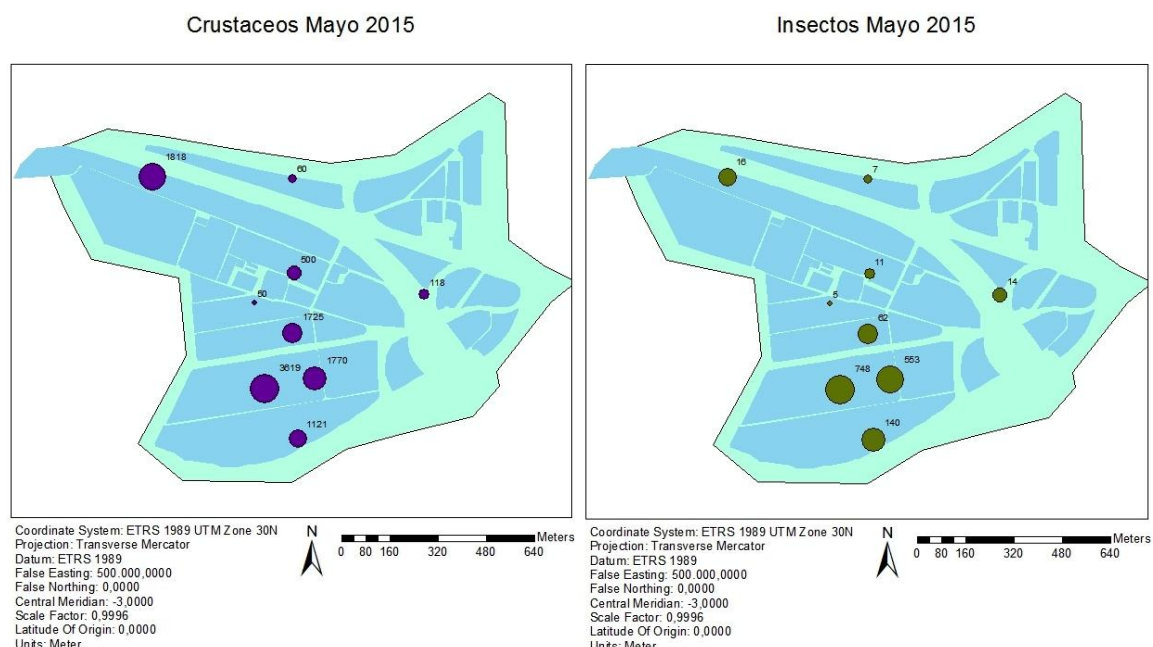 Crustaceos Mayo 2015
1818
60
500
118
50
1725
3619
1770
1121
Coordinate System: ETRS 1989 UTM Zone 30N
Projection: Transverse Mercator
Datum: ETRS 1989
False Easting: 500.000,0000
False Northing: 0,0000
Central Meridian: -3,0000
Scale Factor: 0,9996
Latitude Of Origin: 0,0000
Units: Meter
N
Meters
0 80 160 320 480 640
Insectos Mayo 2015
16
7
11
14
5
62
748
553
140
Coordinate System: ETRS 1989 UTM Zone 30N
Projection: Transverse Mercator
Datum: ETRS 1989
False Easting: 500.000,0000
False Northing: 0,0000
Central Meridian: -3,0000
Scale Factor: 0,9996
Latitude Of Origin: 0,0000
Units: Meter
N
Meters
0 80 160 320 480 640